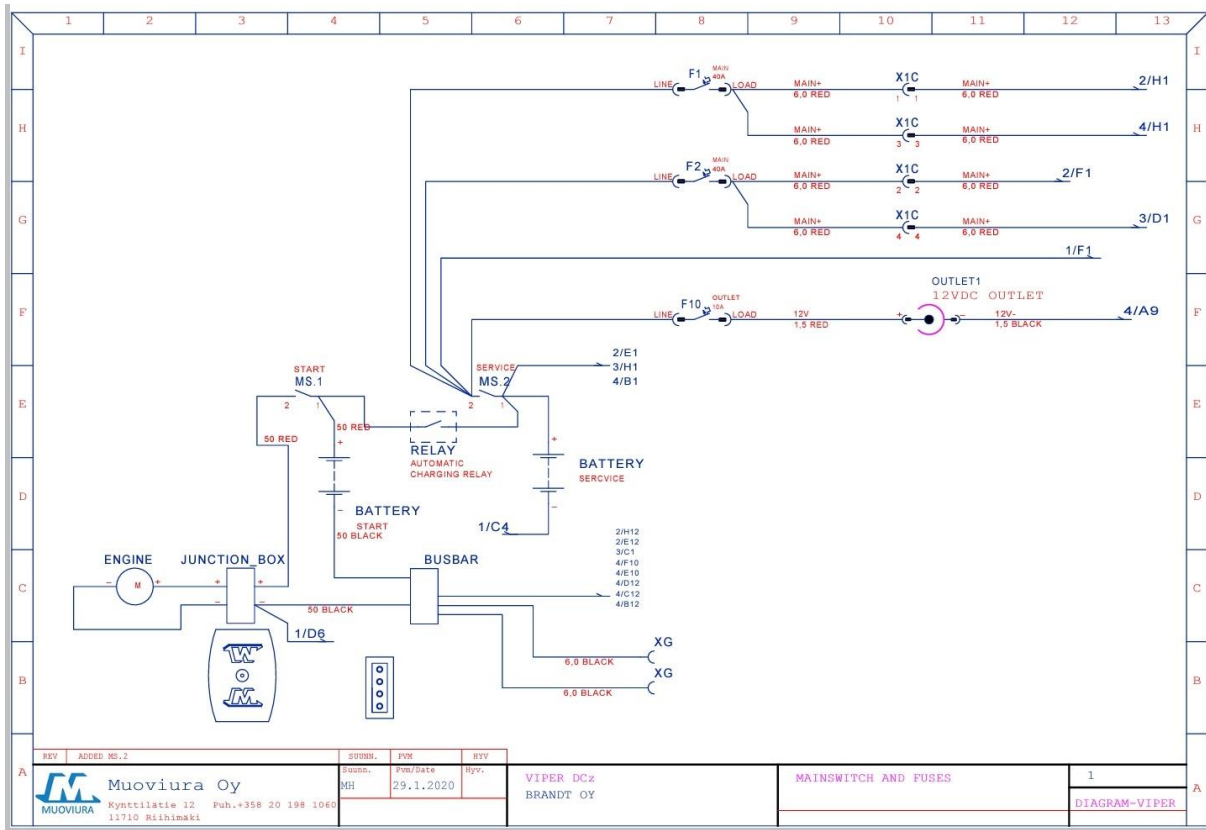 1 2 3 4 5 6 7 8 9 10 11 12 13
I I
H H
G G
F F
E E
D D
C C
B B
A A
LINE F1 MAIN 40A LOAD MAIN+ 6,0 RED X1C 1 1 MAIN+ 6,0 RED 2/H1
MAIN+ 6,0 RED X1C 3 3 MAIN+ 6,0 RED 4/H1
LINE F2 MAIN 40A LOAD MAIN+ 6,0 RED X1C 2 2 MAIN+ 6,0 RED 2/F1
MAIN+ 6,0 RED X1C 4 4 MAIN+ 6,0 RED 3/D1
1/F1
OUTLET1
12VDC OUTLET
LINE F10 OUTLET 10A LOAD 12V 1,5 RED + - 12V- 1,5 BLACK 4/A9
2/E1
3/H1
4/B1
START
MS.1
2 1
SERVICE
MS.2
2 1
50 RED
50 RED
RELAY
AUTOMATIC
CHARGING RELAY
+
-
BATTERY
START
50 BLACK
+
-
BATTERY
SERCVICE
1/C4
2/H12
2/E12
3/C1
4/F10
4/E10
4/D12
4/C12
4/B12
ENGINE
- M +
JUNCTION_BOX
+ +
- -
50 BLACK
1/D6
BUSBAR
XG
6,0 BLACK
XG
6,0 BLACK
REV ADDED MS.2 SUUNN. PVM HYV
MUOVIURA
Muoviura Oy
Kynttilätie 12 Puh.+358 20 198 1060
11710 Riihimäki
Suunn. Pvm/Date Hyv.
MH 29.1.2020
VIPER DCz
BRANDT OY
MAINSWITCH AND FUSES
1
DIAGRAM-VIPER